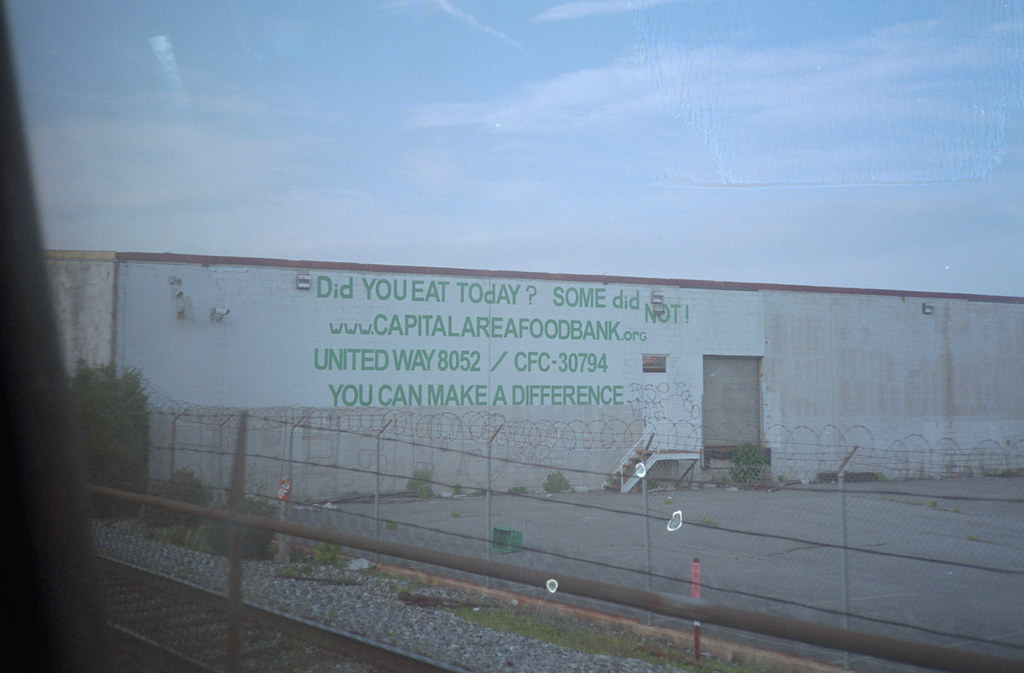 Did YOU EAT TOdAY? SOME did NOT!
www.CAPITALAREAFOODBANK.org
UNITED WAY 8052 / CFC-30794
YOU CAN MAKE A DIFFERENCE